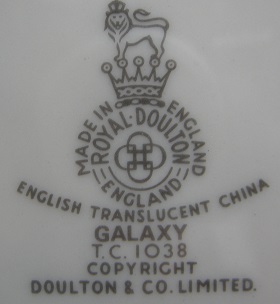 MADE IN ENGLAND
ROYAL·DOULTON
ENGLAND
ENGLISH TRANSLUCENT CHINA
GALAXY
T.C. 1038
COPYRIGHT
DOULTON & CO. LIMITED.